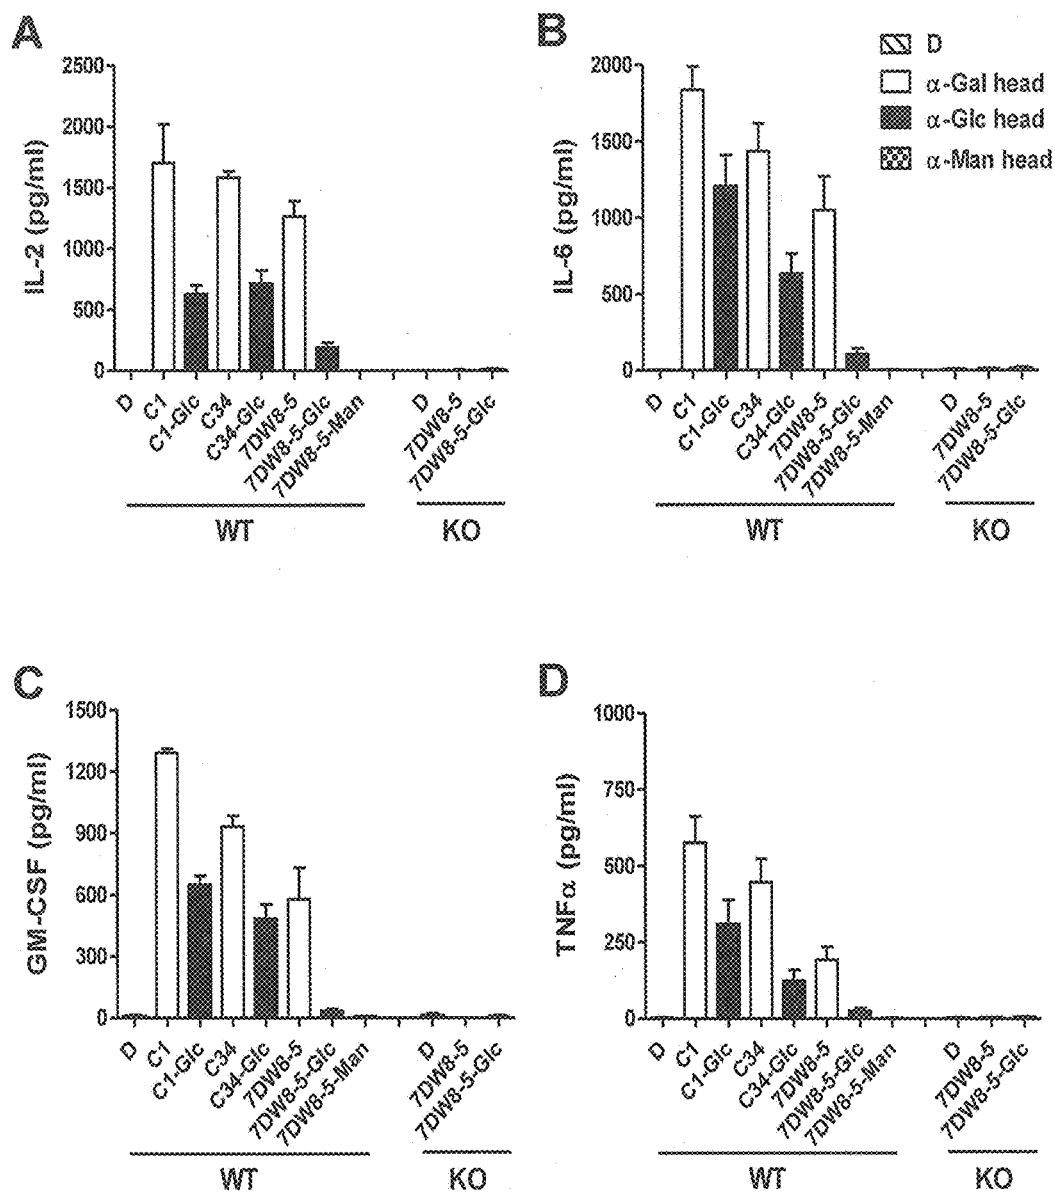 A
IL-2 (pg/ml)
2500
2000
1500
1000
500
0
D
C1
C1-Glc
C34
C34-Glc
7DW8-5
7DW8-5-Glc
7DW8-5-Man
D
7DW8-5
7DW8-5-Glc
WT
KO
B
IL-6 (pg/ml)
2000
1500
1000
500
0
D
C1
C1-Glc
C34
C34-Glc
7DW8-5
7DW8-5-Glc
7DW8-5-Man
D
7DW8-5
7DW8-5-Glc
WT
KO
D
α-Gal head
α-Glc head
α-Man head
C
GM-CSF (pg/ml)
1500
1200
900
600
300
0
D
C1
C1-Glc
C34
C34-Glc
7DW8-5
7DW8-5-Glc
7DW8-5-Man
D
7DW8-5
7DW8-5-Glc
WT
KO
D
TNFα (pg/ml)
1000
750
500
250
0
D
C1
C1-Glc
C34
C34-Glc
7DW8-5
7DW8-5-Glc
7DW8-5-Man
D
7DW8-5
7DW8-5-Glc
WT
KO